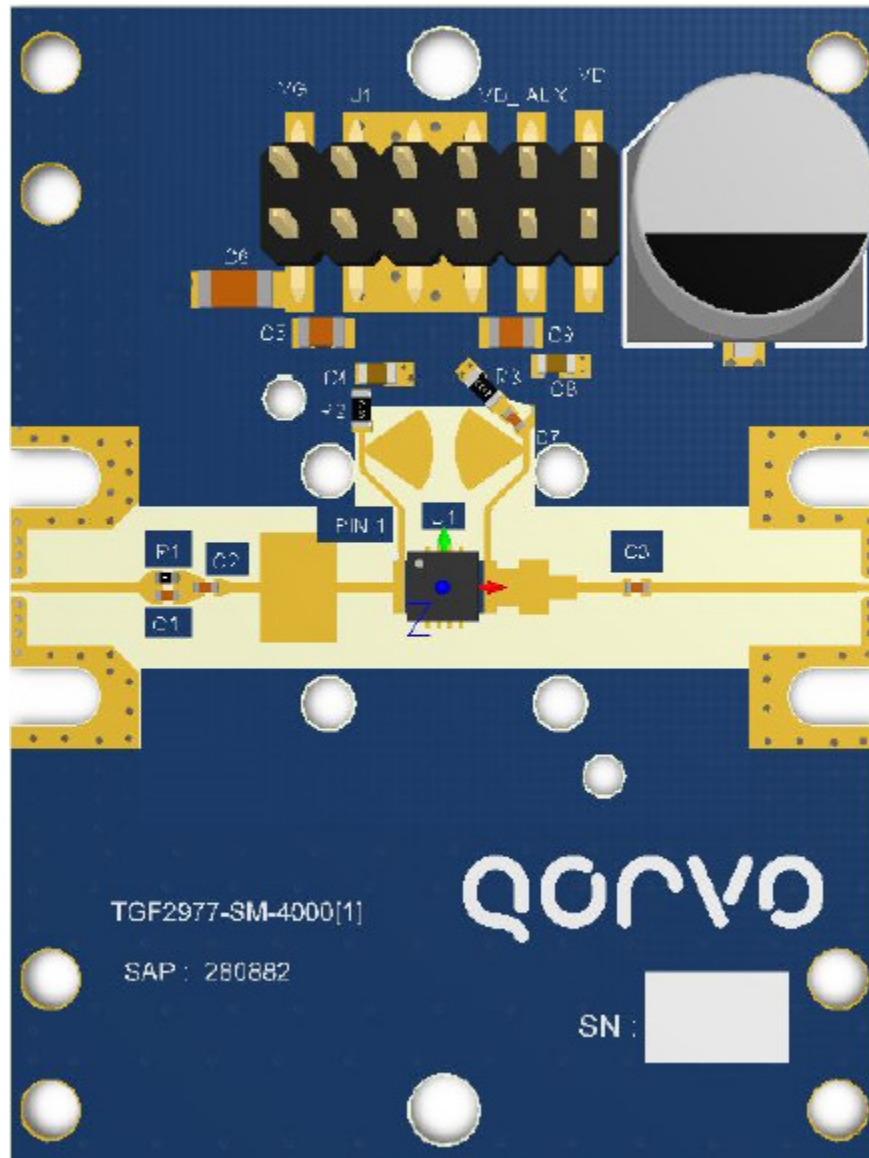 VG J1 VD_AUX VD
C6
C5 C9
C4 R3 C8
R2 C7
PIN 1 U1
R1 C2 C3
C1
Z
QORVO
TGF2977-SM-4000[1]
SAP : 280882
SN :